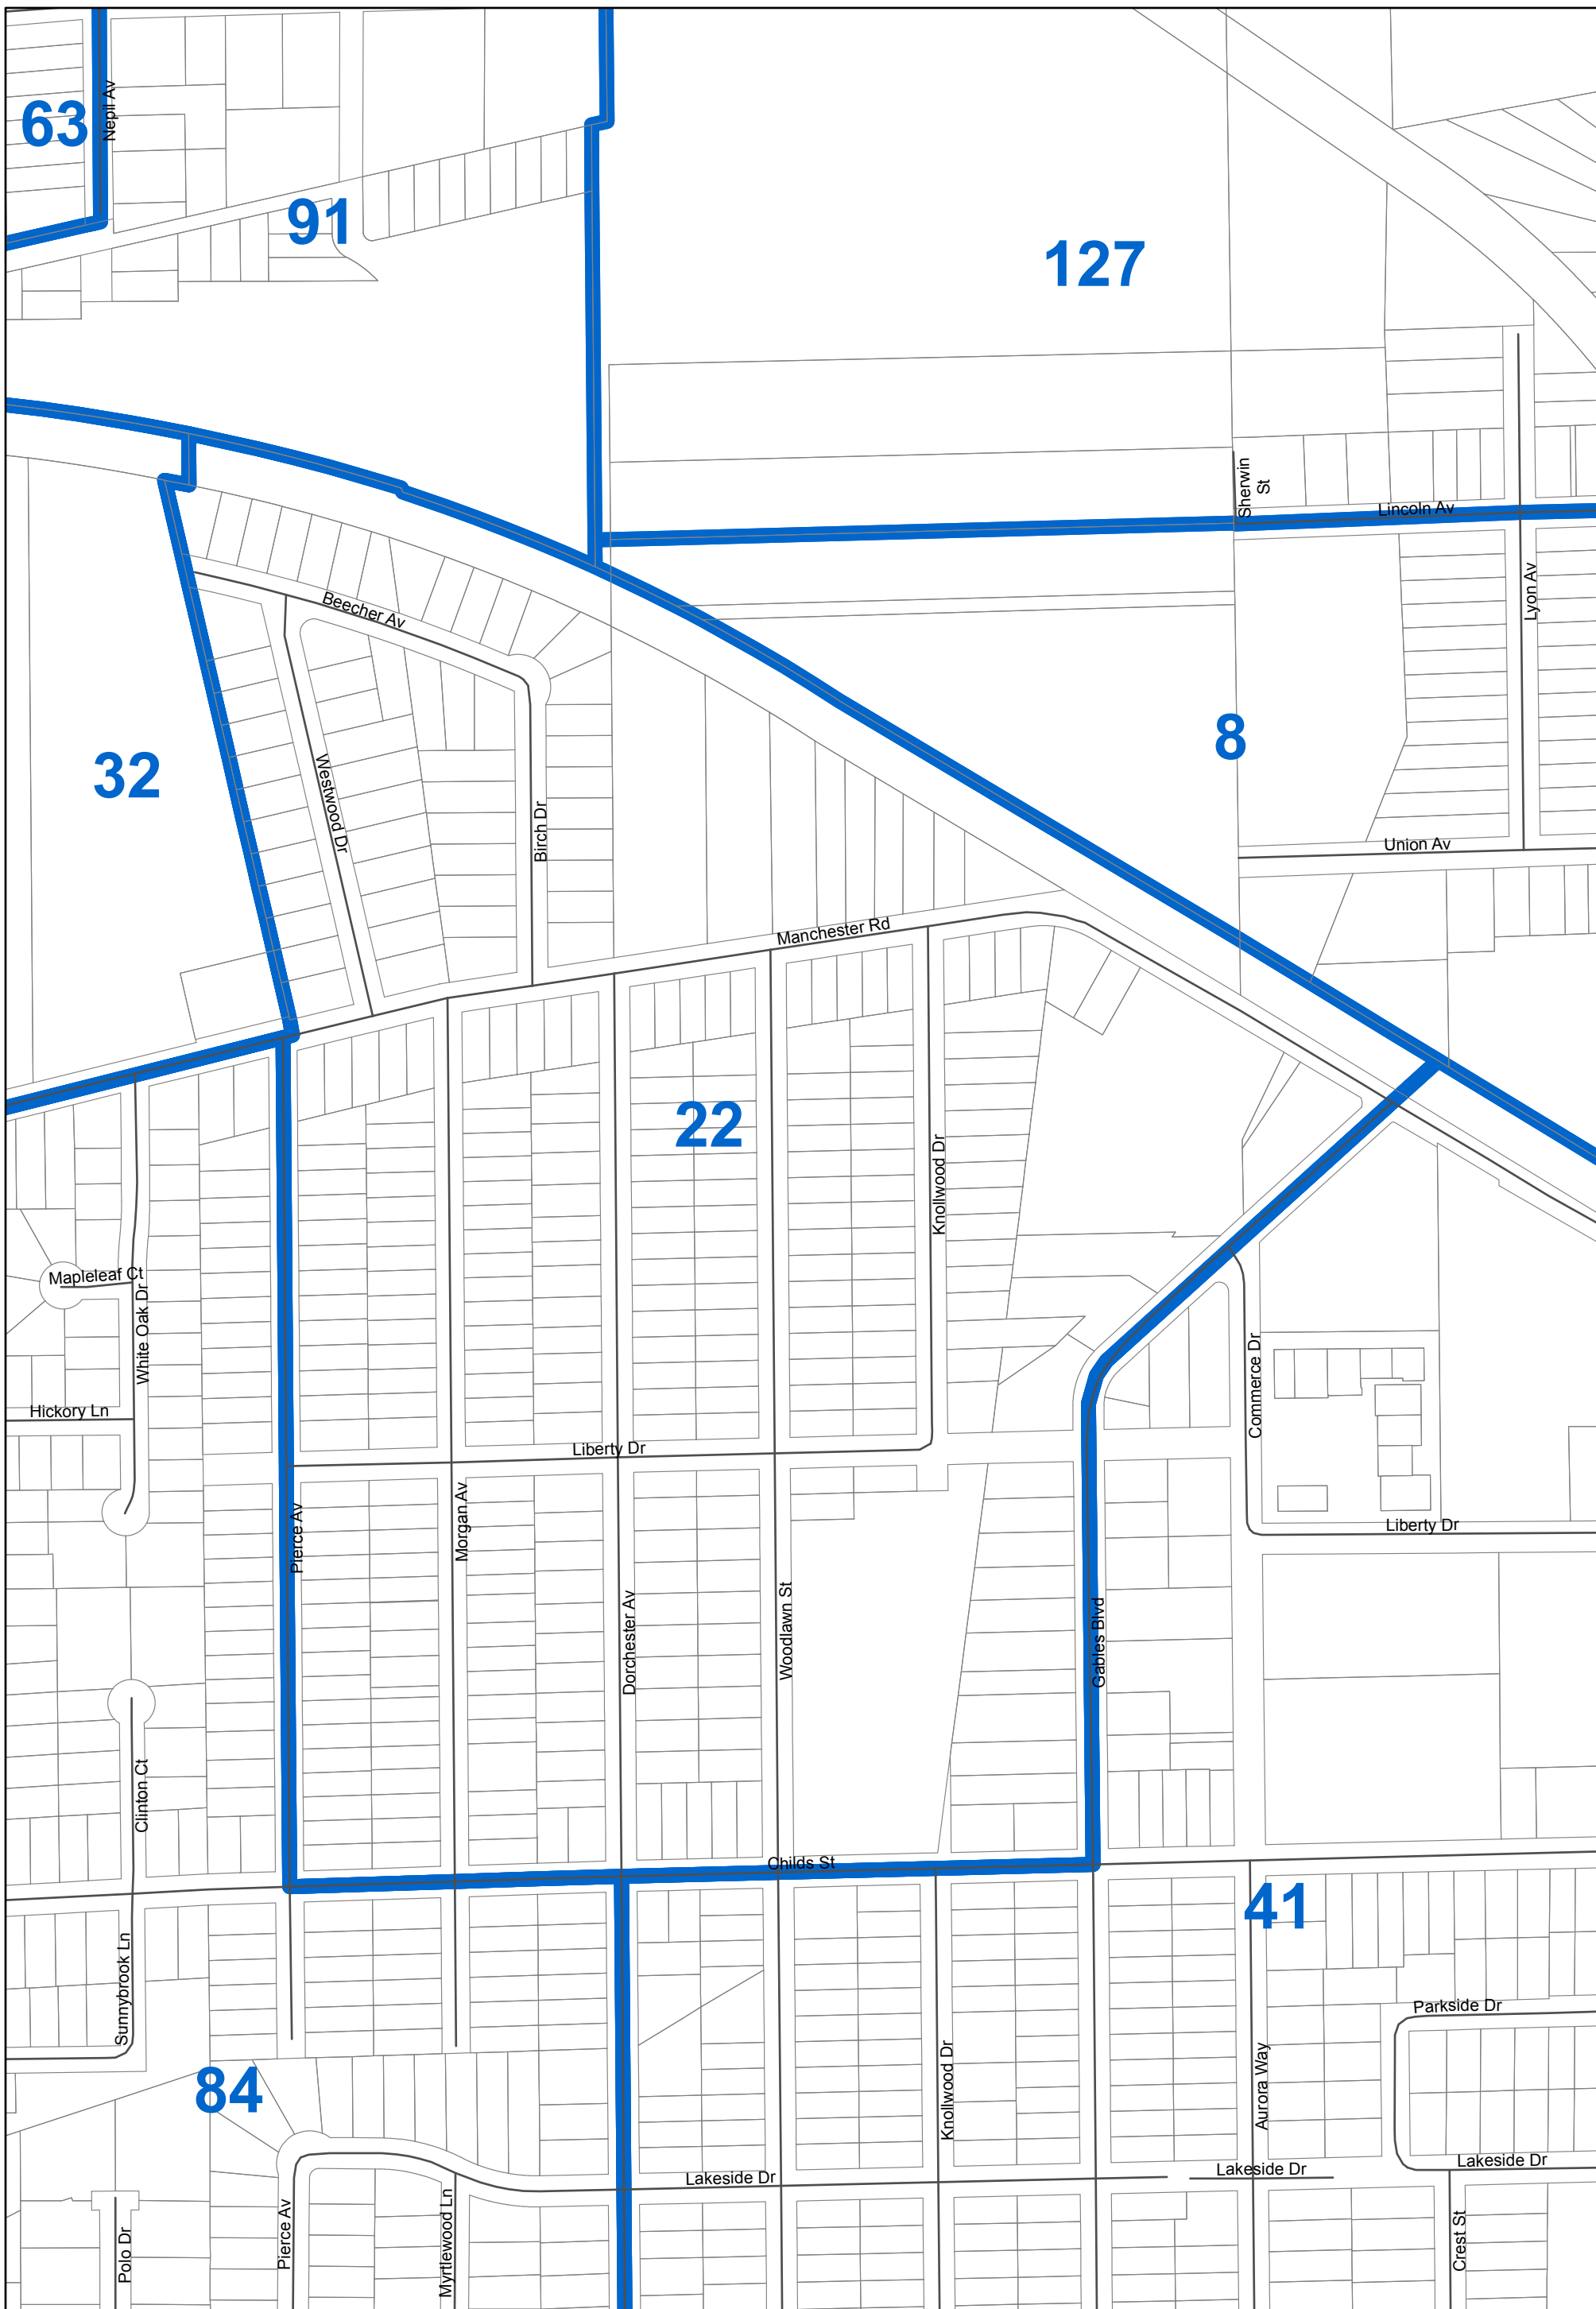 63
Nepil Av
91
127
Sherwin
St
Lincoln Av
Lyon Av
Beecher Av
32
Westwood Dr
Birch Dr
8
Union Av
Manchester Rd
22
Knollwood Dr
Mapleleaf Ct
White Oak Dr
Commerce Dr
Hickory Ln
Liberty Dr
Pierce Av
Morgan Av
Liberty Dr
Dorchester Av
Woodlawn St
Gables Blvd
Clinton Ct
Childs St
41
Sunnybrook Ln
Parkside Dr
84
Knollwood Dr
Aurora Way
Lakeside Dr
Lakeside Dr
Lakeside Dr
Pierce Av
Myrtlewood Ln
Polo Dr
Crest St